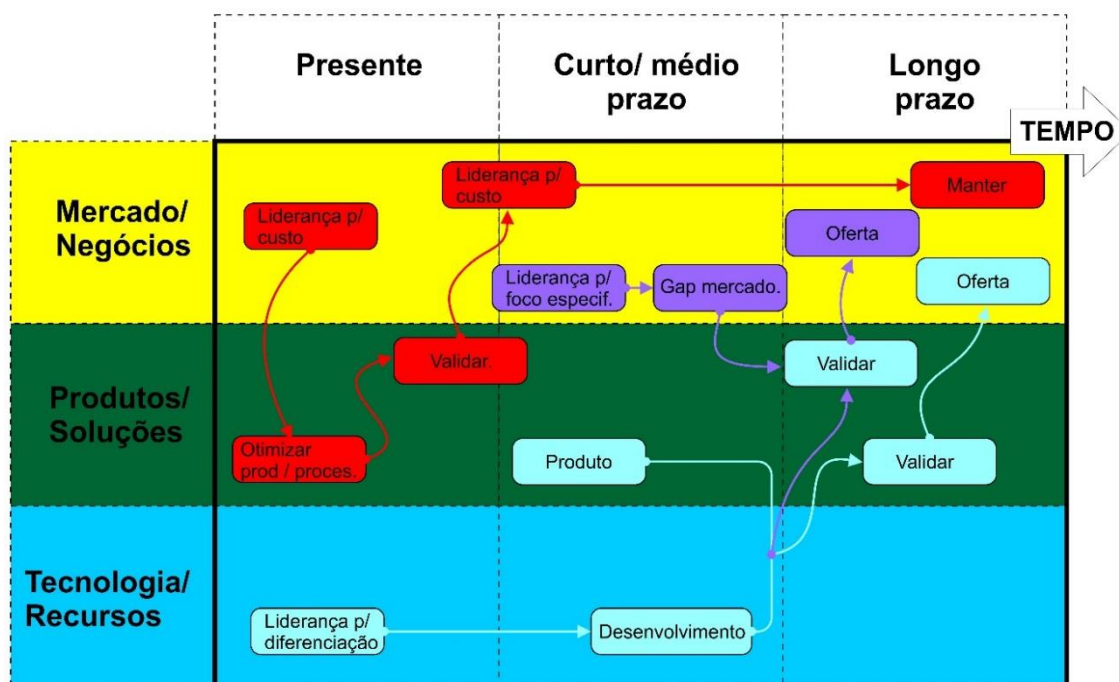 Presente
Curto/ médio
prazo
Longo
prazo
TEMPO
Mercado/
Negócios
Liderança p/
custo
Liderança p/
custo
Manter
Oferta
Liderança p/
foco especif.
Gap mercado.
Oferta
Produtos/
Soluções
Validar.
Validar
Otimizar
prod / proces.
Produto
Validar
Tecnologia/
Recursos
Liderança p/
diferenciação
Desenvolvimento